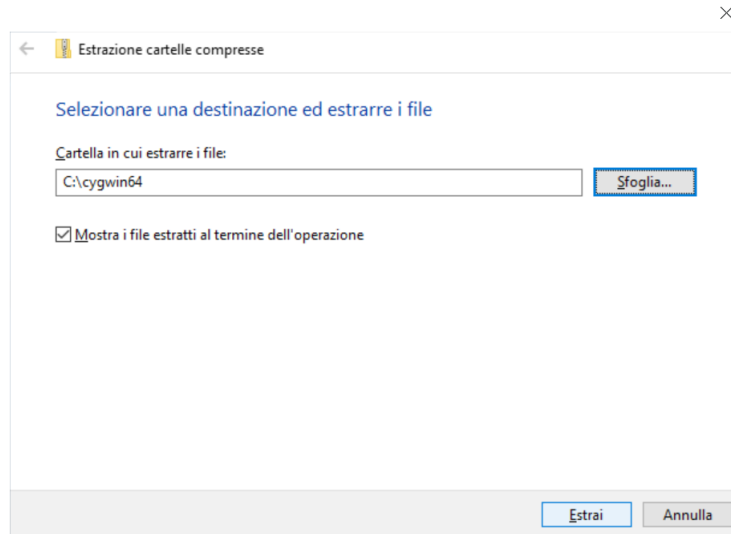 Estrazione cartelle compresse
Selezionare una destinazione ed estrarre i file
Cartella in cui estrarre i file:
C:\cygwin64
Sfoglia...
Mostra i file estratti al termine dell'operazione
Estrai
Annulla